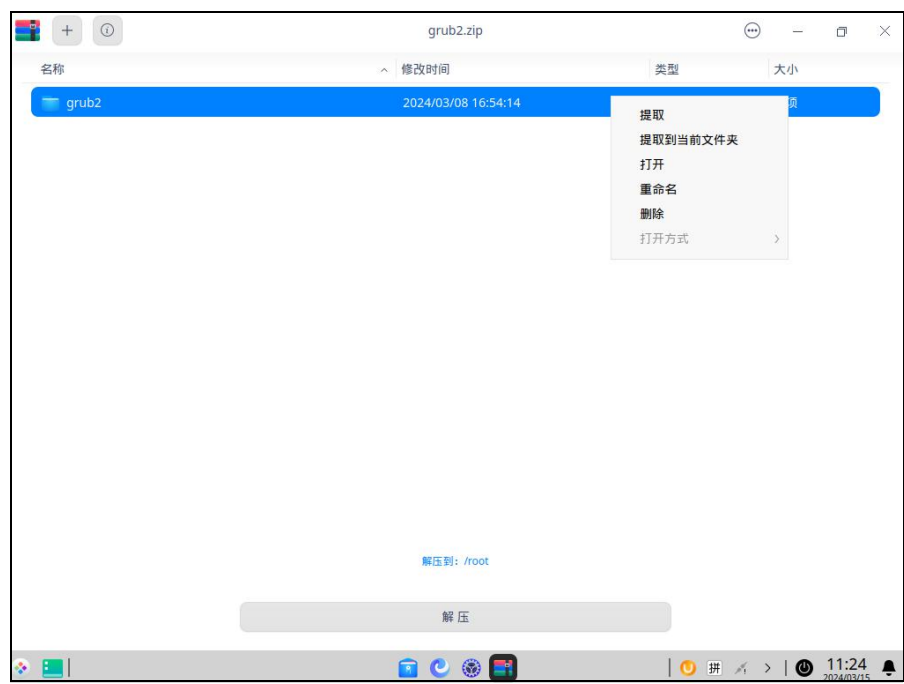 grub2.zip
名称 修改时间 类型 大小
grub2 2024/03/08 16:54:14 项
提取
提取到当前文件夹
打开
重命名
删除
打开方式
解压到：/root
解压
拼
11:24
2024/03/15